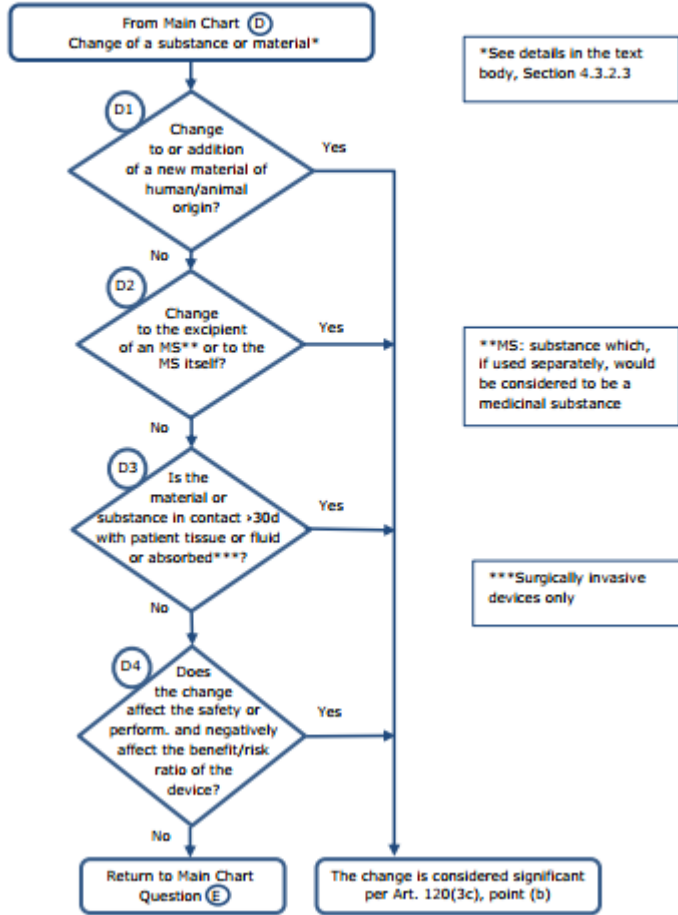 From Main Chart D
Change of a substance or material*
*See details in the text
body, Section 4.3.2.3
D1
Change
to or addition
of a new material of
human/animal
origin?
Yes
No
D2
Change
to the excipient
of an MS** or to the
MS itself?
Yes
**MS: substance which,
if used separately, would
be considered to be a
medicinal substance
No
D3
Is the
material or
substance in contact >30d
with patient tissue or fluid
or absorbed***?
Yes
***Surgically invasive
devices only
No
D4
Does
the change
affect the safety or
perform. and negatively
affect the benefit/risk
ratio of the
device?
Yes
No
Return to Main Chart
Question E
The change is considered significant
per Art. 120(3c), point (b)